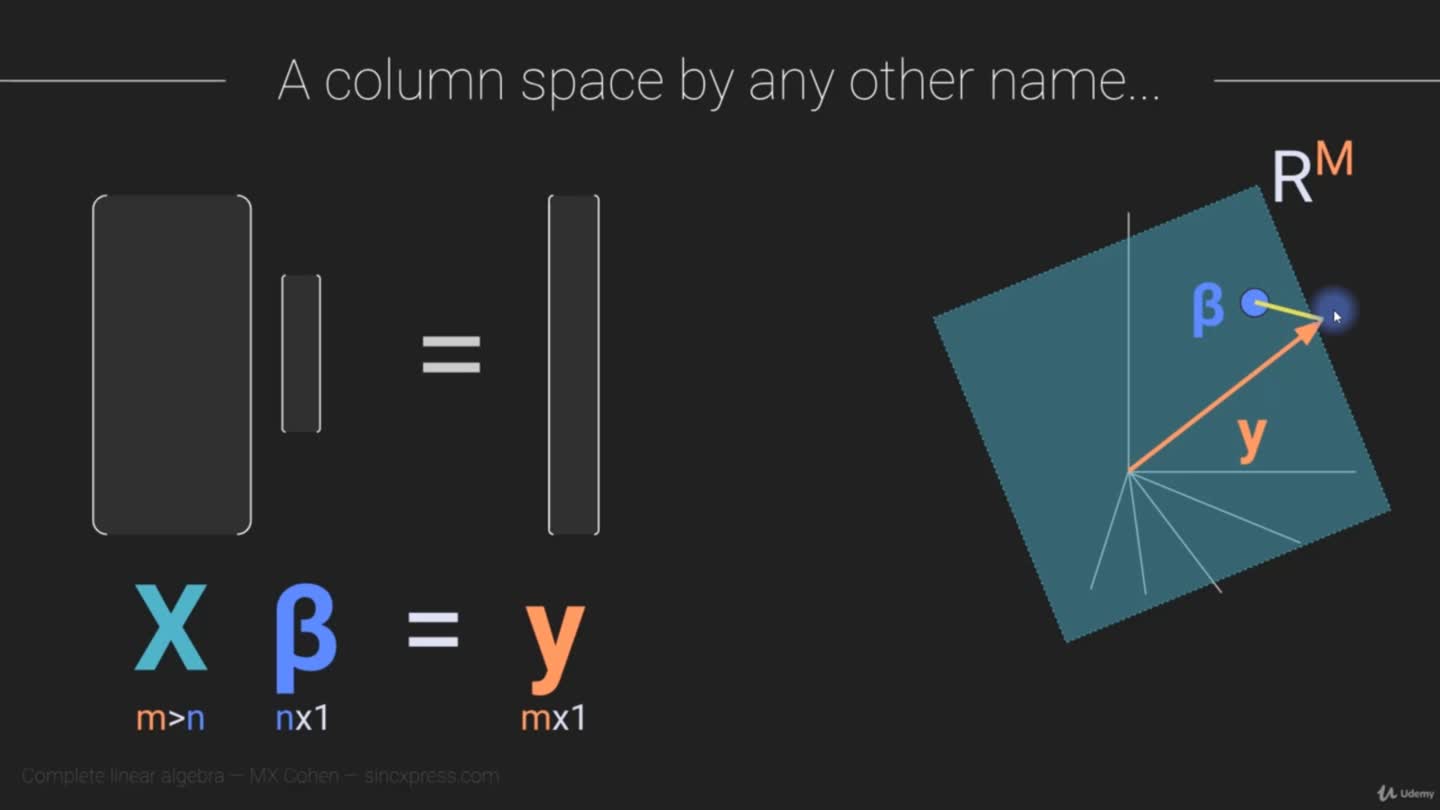 A column space by any other name...
R^M
β
y
=
X β = y
m>n nx1 mx1
Complete linear algebra — MX Cohen — sincxpress.com
Udemy